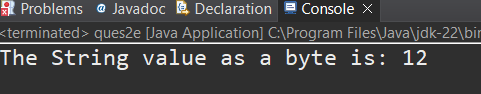 Problems Javadoc Declaration Console
<terminated> ques2e [Java Application] C:\Program Files\Java\jdk-22\bin
The String value as a byte is: 12